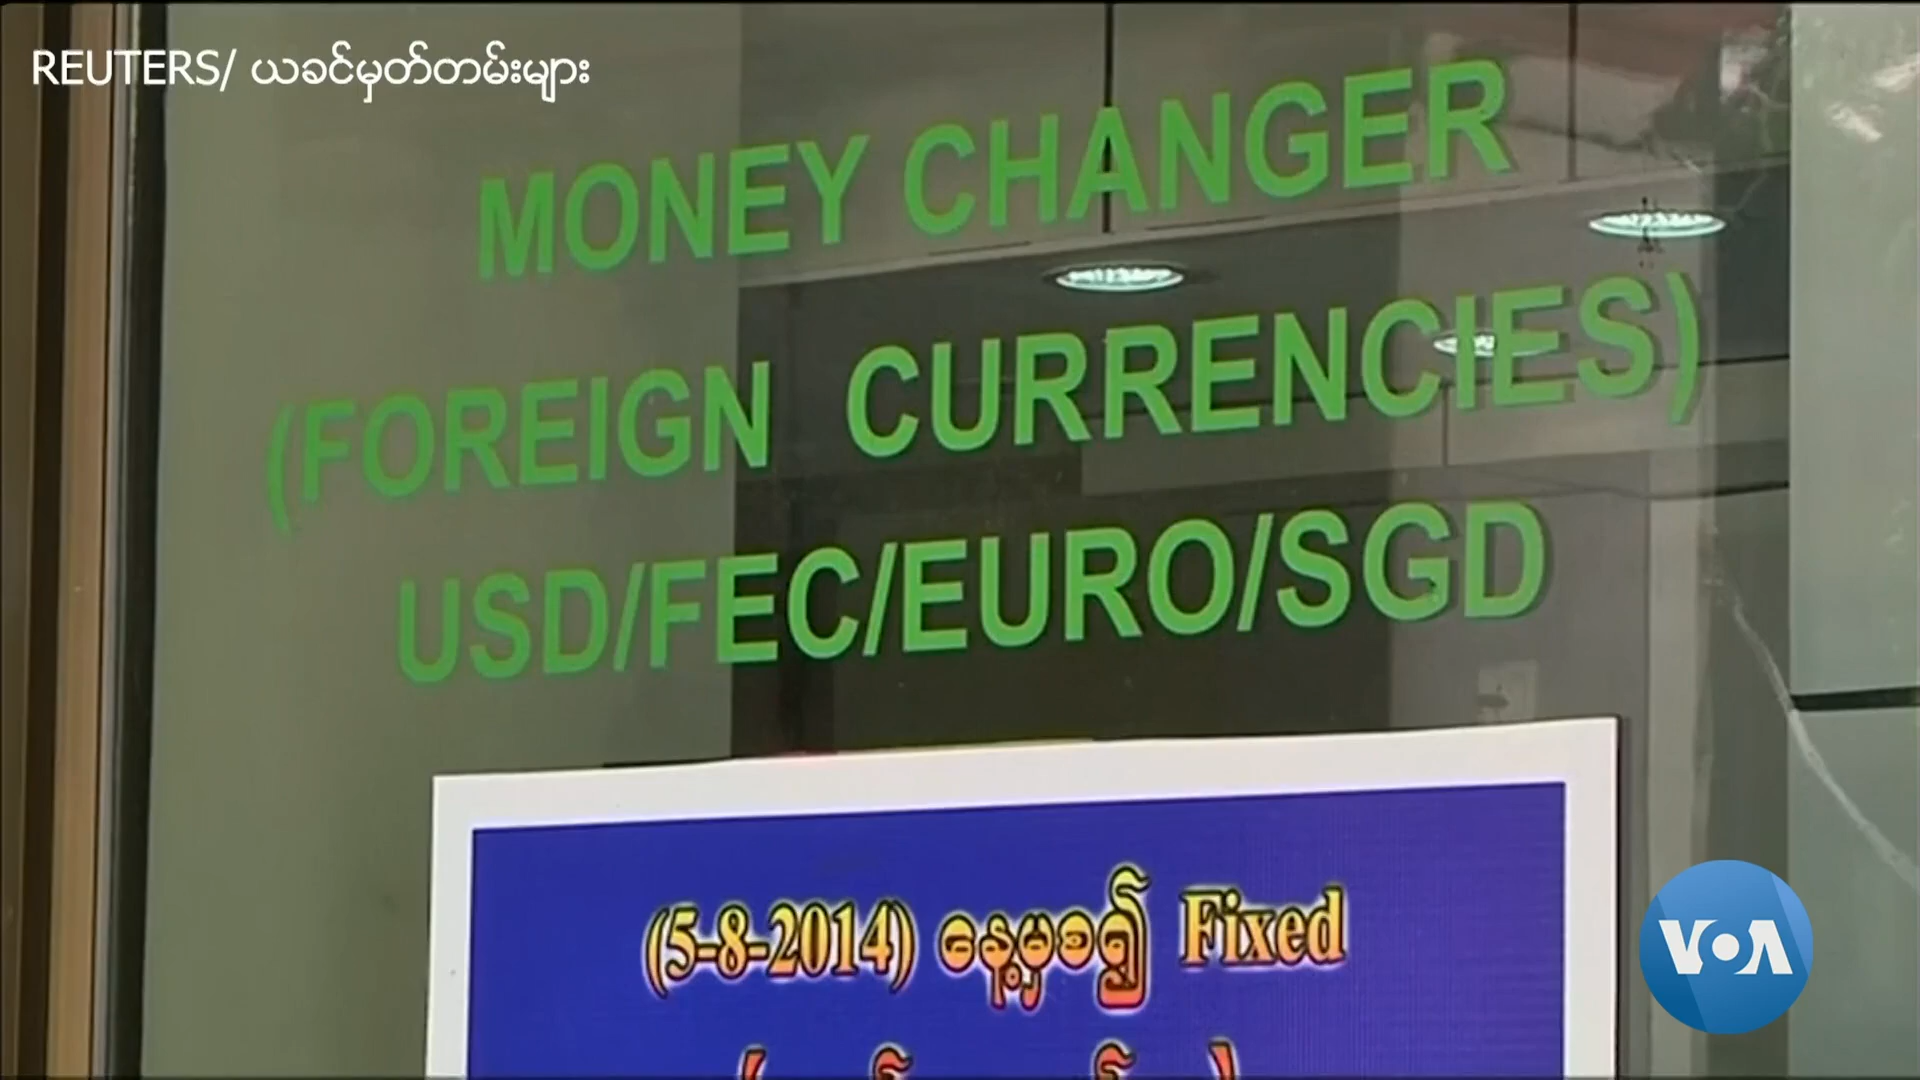 REUTERS/ ယခင်မှတ်တမ်းများ
MONEY CHANGER
(FOREIGN CURRENCIES)
USD/FEC/EURO/SGD
(5-8-2014) နေ့မှစ၍ Fixed
VOA